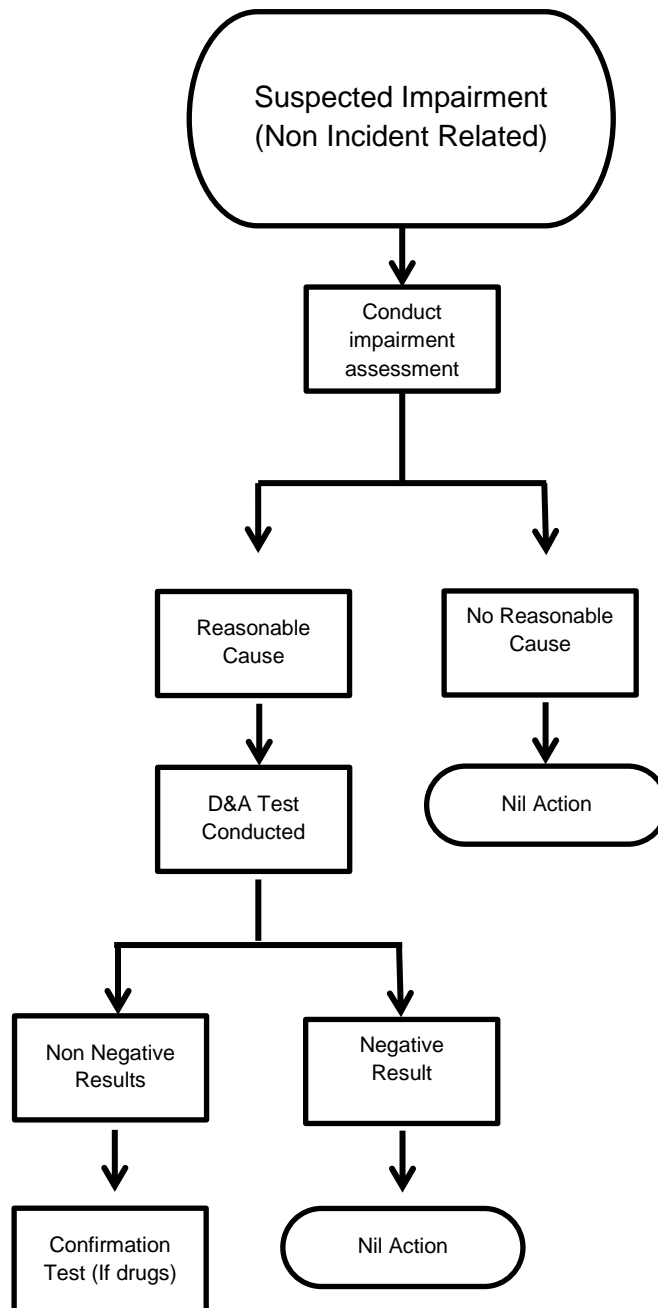 Suspected Impairment
(Non Incident Related)
Conduct
impairment
assessment
Reasonable
Cause
No Reasonable
Cause
D&A Test
Conducted
Nil Action
Non Negative
Results
Negative
Result
Confirmation
Test (If drugs)
Nil Action